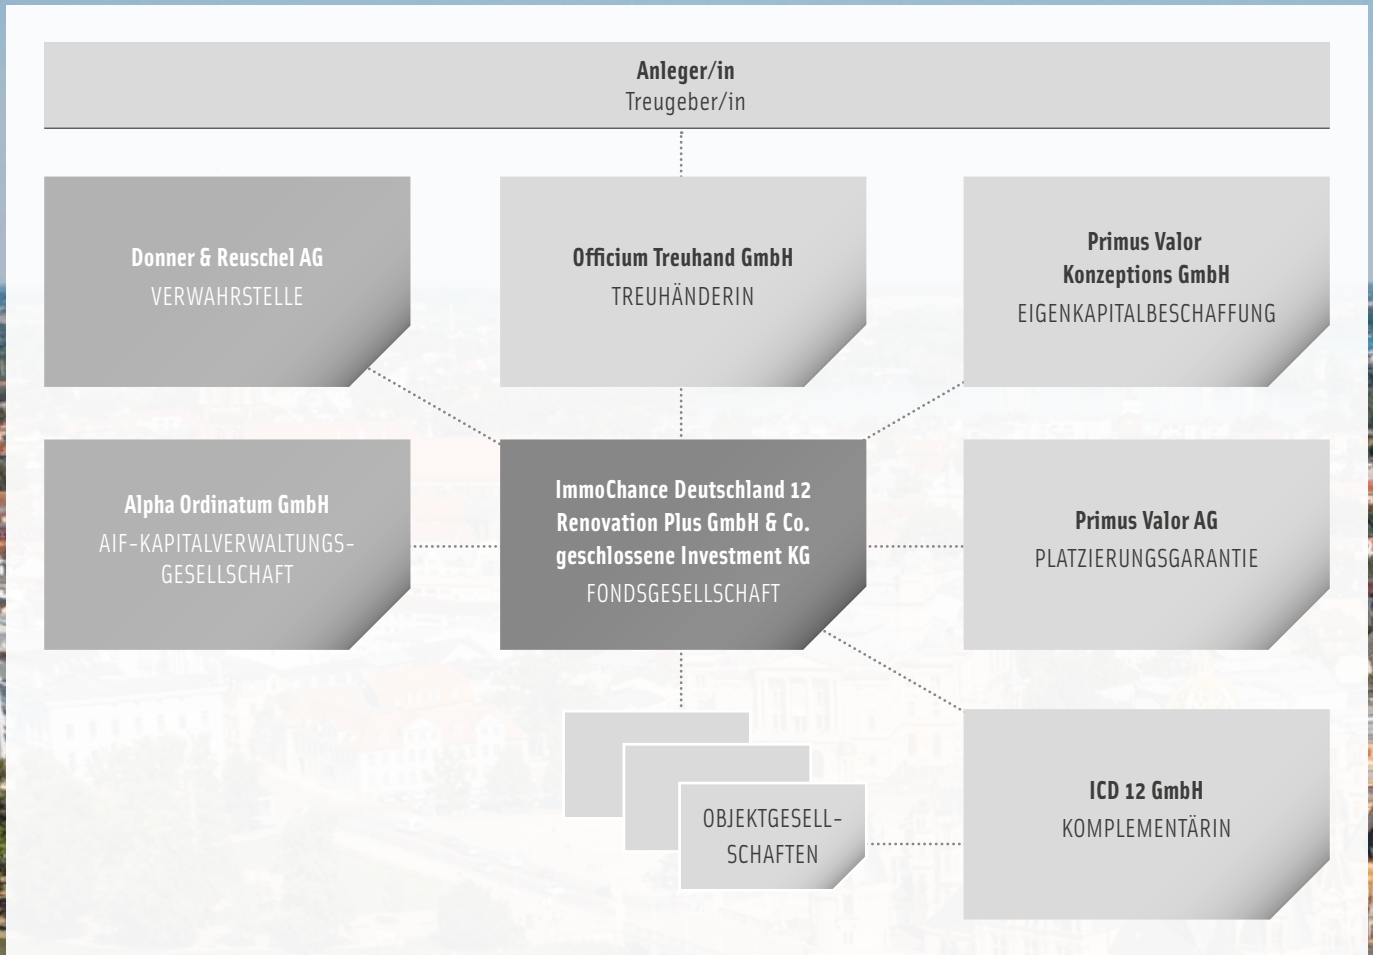 Anleger/in
Treugeber/in
Donner & Reuschel AG
VERWAHRSTELLE
Officium Treuhand GmbH
TREUHÄNDERIN
Primus Valor
Konzeptions GmbH
EIGENKAPITALBESCHAFFUNG
Alpha Ordinatum GmbH
AIF-KAPITALVERWALTUNGS-
GESELLSCHAFT
ImmoChance Deutschland 12
Renovation Plus GmbH & Co.
geschlossene Investment KG
FONDSGESELLSCHAFT
Primus Valor AG
PLATZIERUNGSGARANTIE
OBJEKTGESELL-
SCHAFTEN
ICD 12 GmbH
KOMPLEMENTÄRIN